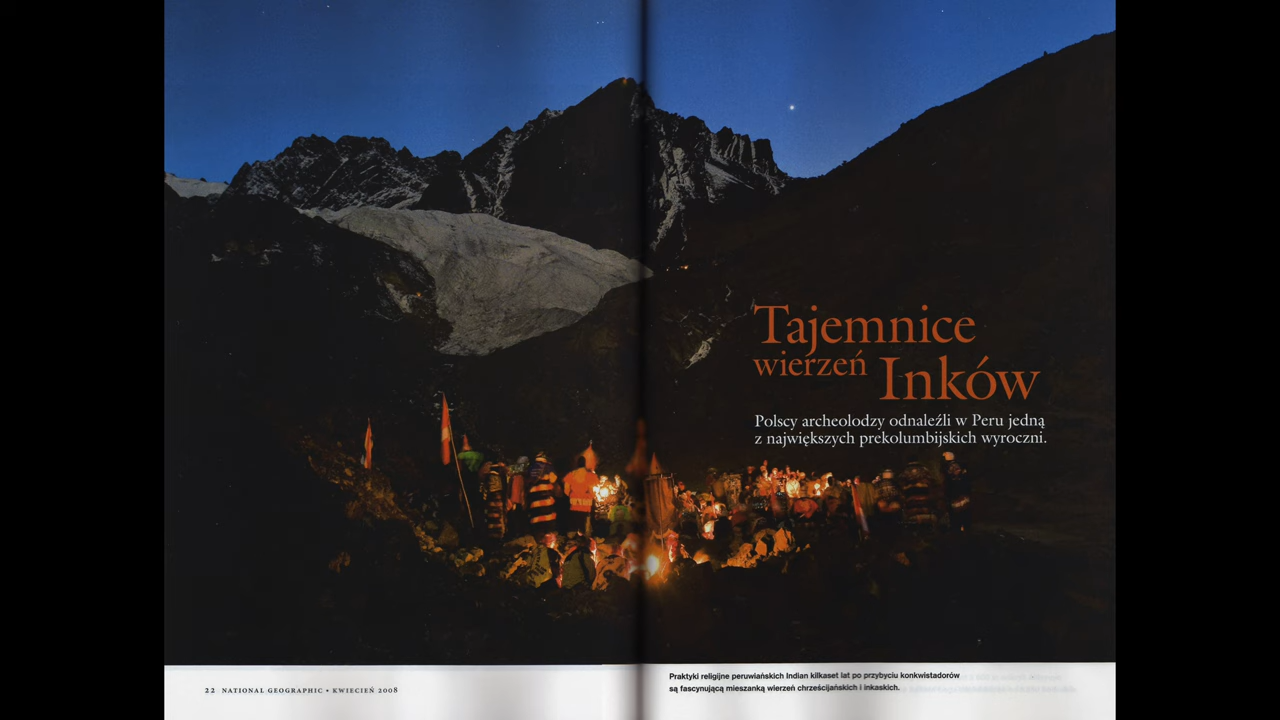 Tajemnice
wierzeń Inków
Polscy archeolodzy odnaleźli w Peru jedną
z największych prekolumbijskich wyroczni.
22 NATIONAL GEOGRAPHIC • KWIECIEŃ 2008
Praktyki religijne peruwiańskich Indian kilkaset lat po przybyciu konkwistadorów
są fascynującą mieszanką wierzeń chrześcijańskich i inkaskich.